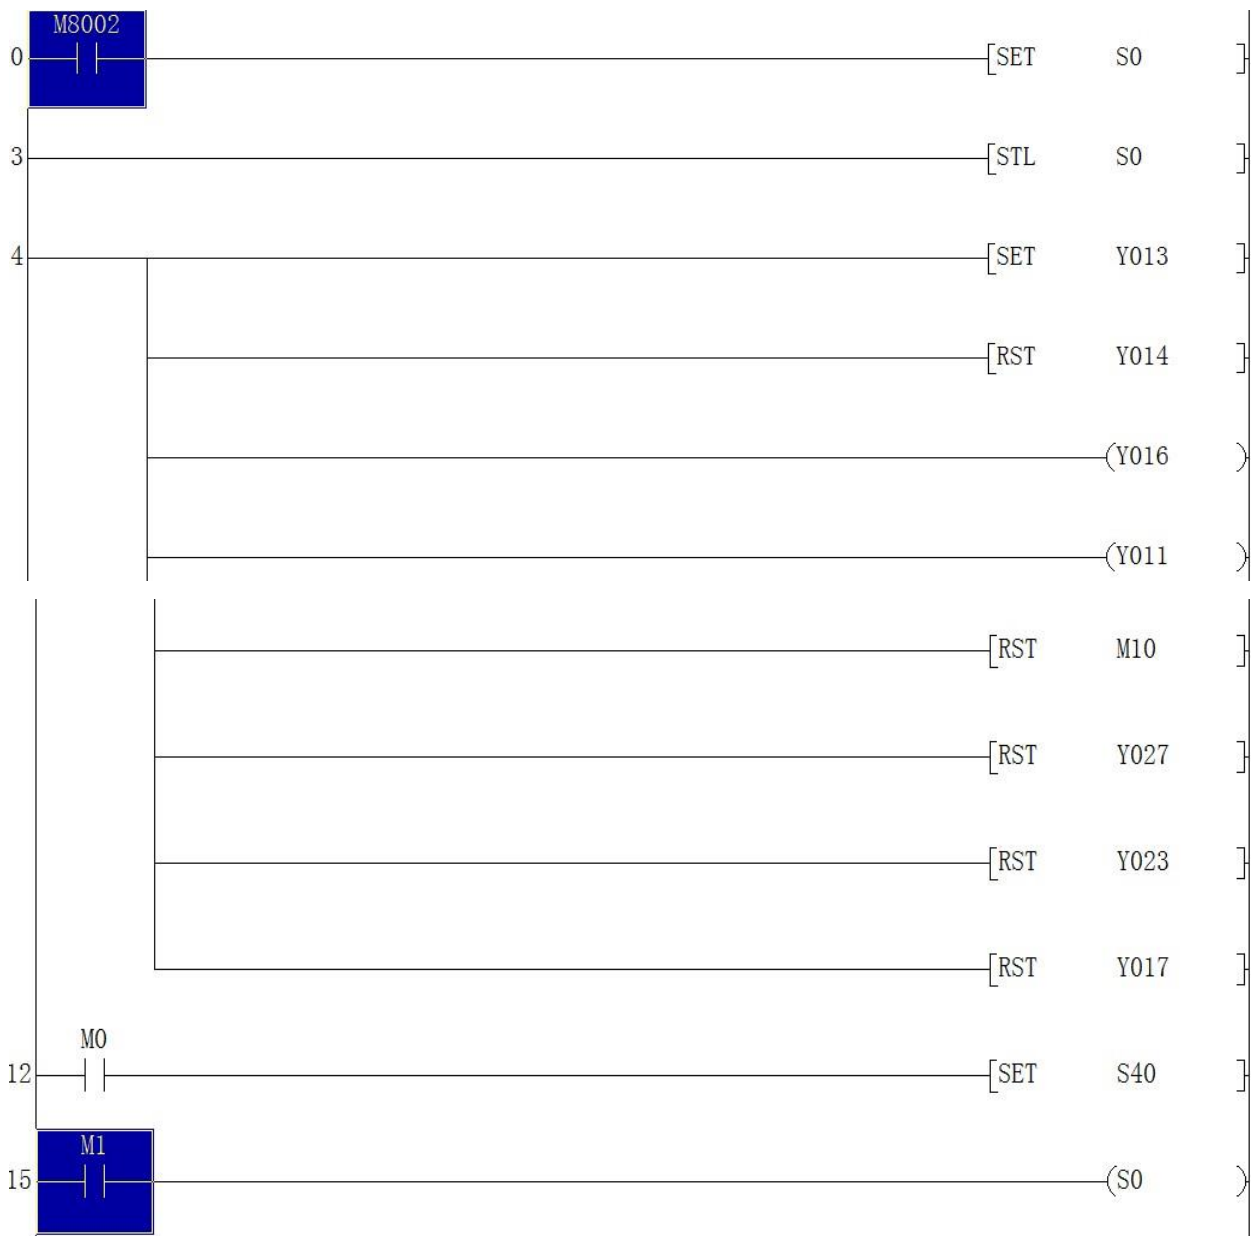 M8002
0 [SET S0 ]
3 [STL S0 ]
4 [SET Y013 ]
[RST Y014 ]
(Y016 )
(Y011 )
[RST M10 ]
[RST Y027 ]
[RST Y023 ]
[RST Y017 ]
M0
12 [SET S40 ]
M1
15 (S0 )